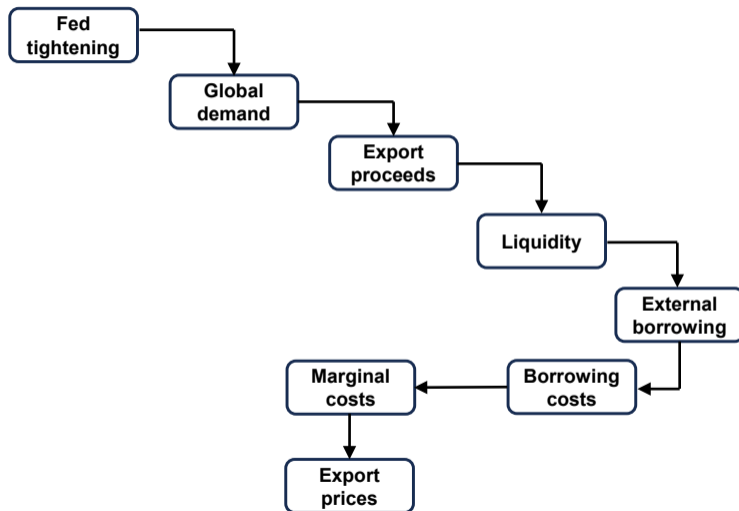 Fed
tightening
Global
demand
Export
proceeds
Liquidity
External
borrowing
Borrowing
costs
Marginal
costs
Export
prices